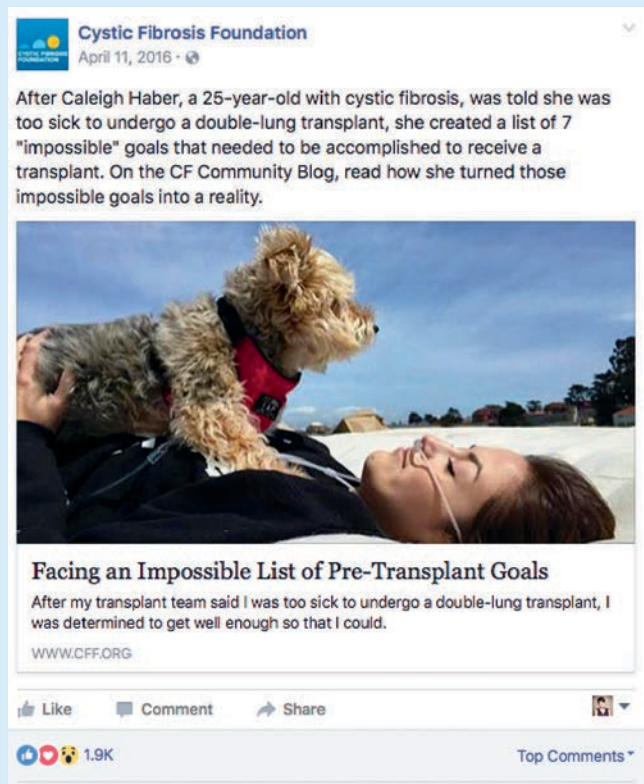 Cystic Fibrosis Foundation
April 11, 2016 ·
CYSTIC FIBROSIS
FOUNDATION
After Caleigh Haber, a 25-year-old with cystic fibrosis, was told she was
too sick to undergo a double-lung transplant, she created a list of 7
"impossible" goals that needed to be accomplished to receive a
transplant. On the CF Community Blog, read how she turned those
impossible goals into a reality.
Facing an Impossible List of Pre-Transplant Goals
After my transplant team said I was too sick to undergo a double-lung transplant, I
was determined to get well enough so that I could.
WWW.CFF.ORG
Like Comment Share
1.9K Top Comments